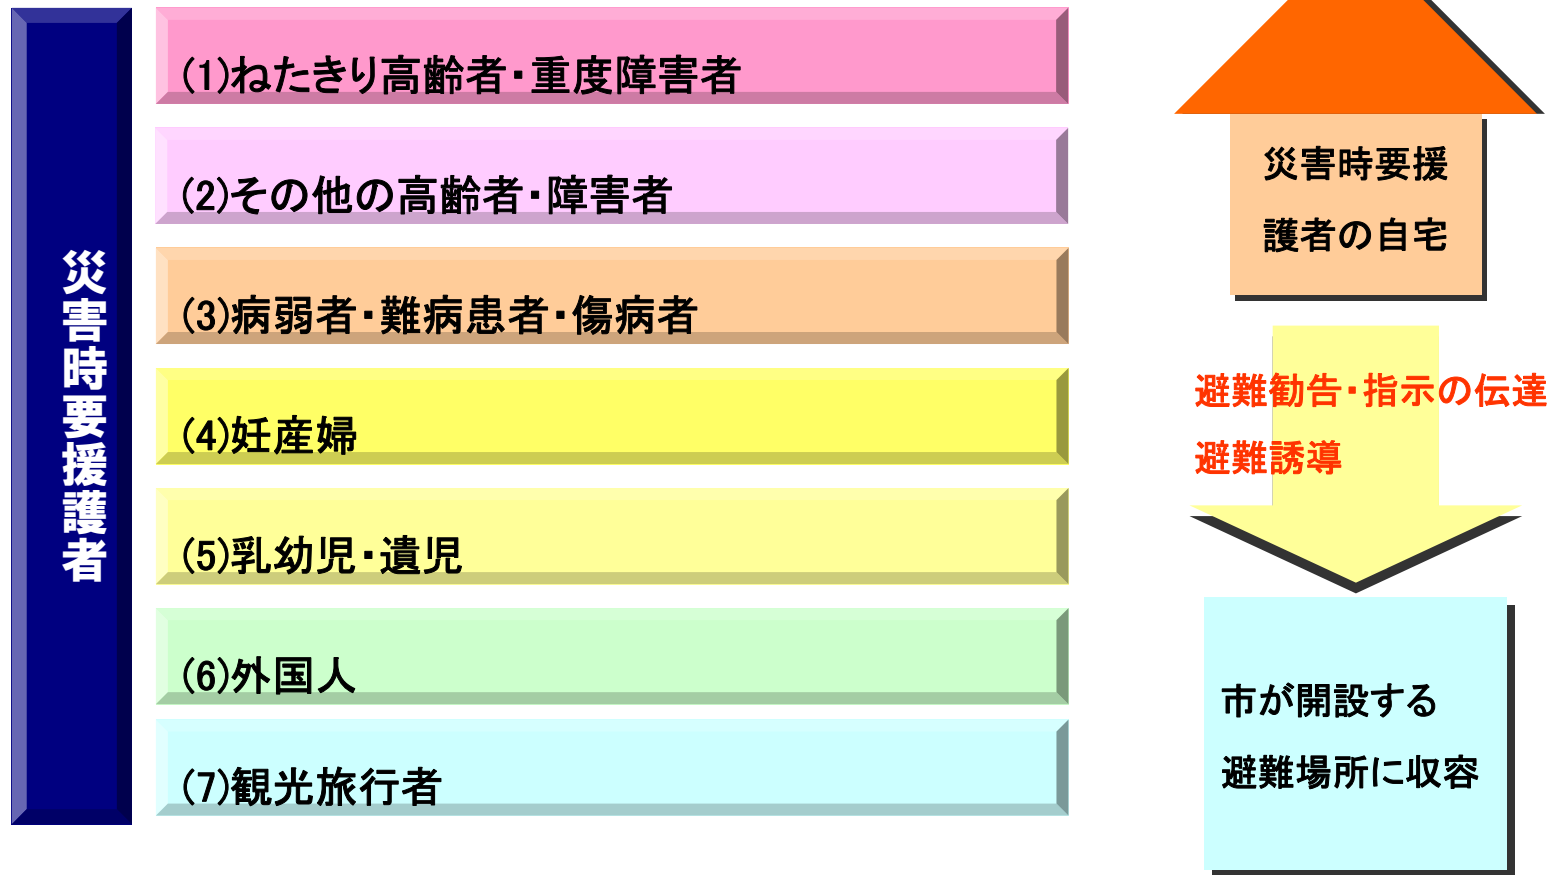 災害時要援護者
(1)ねたきり高齢者・重度障害者
(2)その他の高齢者・障害者
(3)病弱者・難病患者・傷病者
(4)妊産婦
(5)乳幼児・遺児
(6)外国人
(7)観光旅行者
災害時要援
護者の自宅
避難勧告・指示の伝達
避難誘導
市が開設する
避難場所に収容